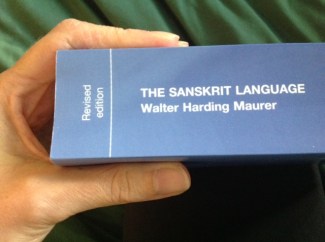 Revised
edition
THE SANSKRIT LANGUAGE
Walter Harding Maurer